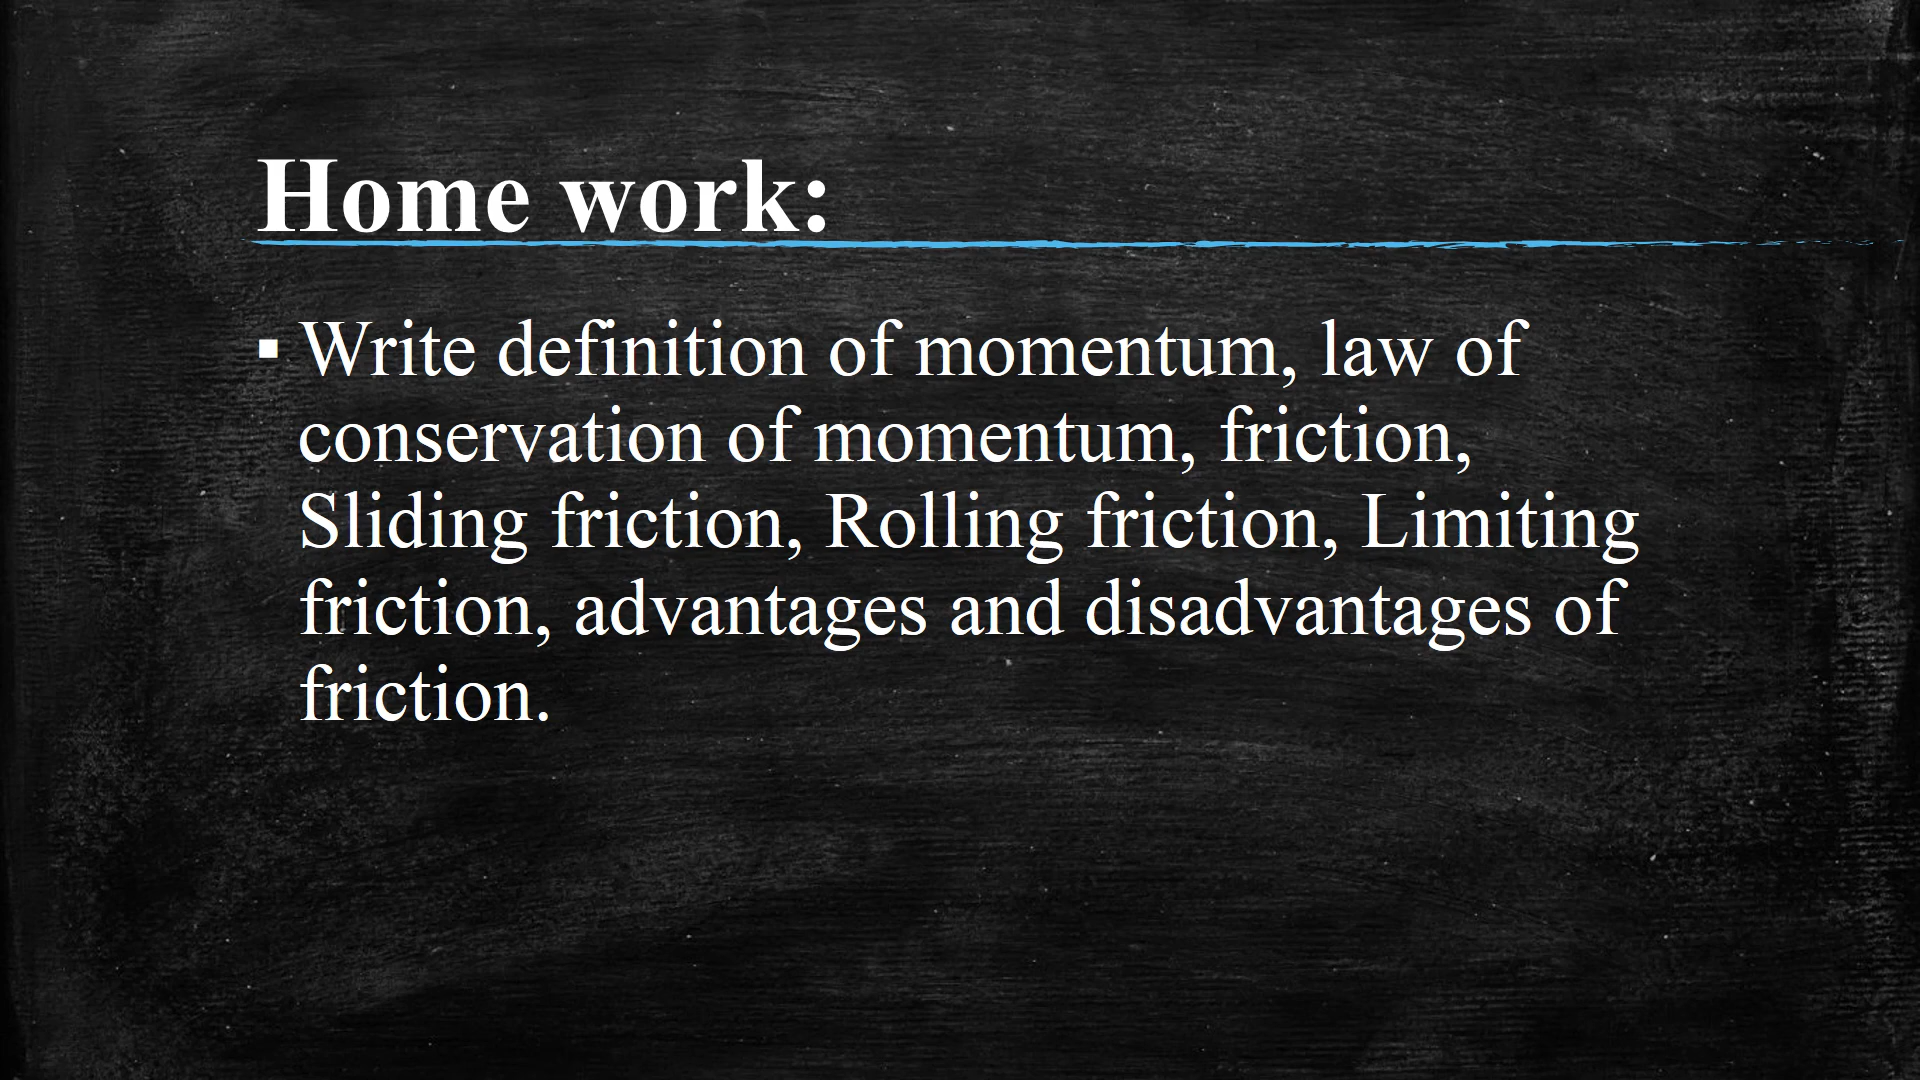 Home work:
▪ Write definition of momentum, law of
conservation of momentum, friction,
Sliding friction, Rolling friction, Limiting
friction, advantages and disadvantages of
friction.